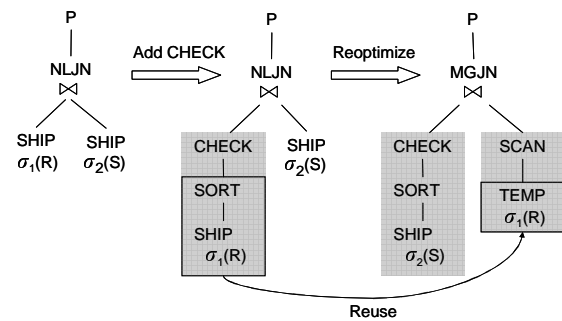 P
NLJN
⋈
SHIP
σ1(R)
SHIP
σ2(S)
Add CHECK
P
NLJN
⋈
CHECK
SORT
SHIP
σ1(R)
SHIP
σ2(S)
Reoptimize
P
MGJN
⋈
CHECK
SORT
SHIP
σ2(S)
SCAN
TEMP
σ1(R)
Reuse